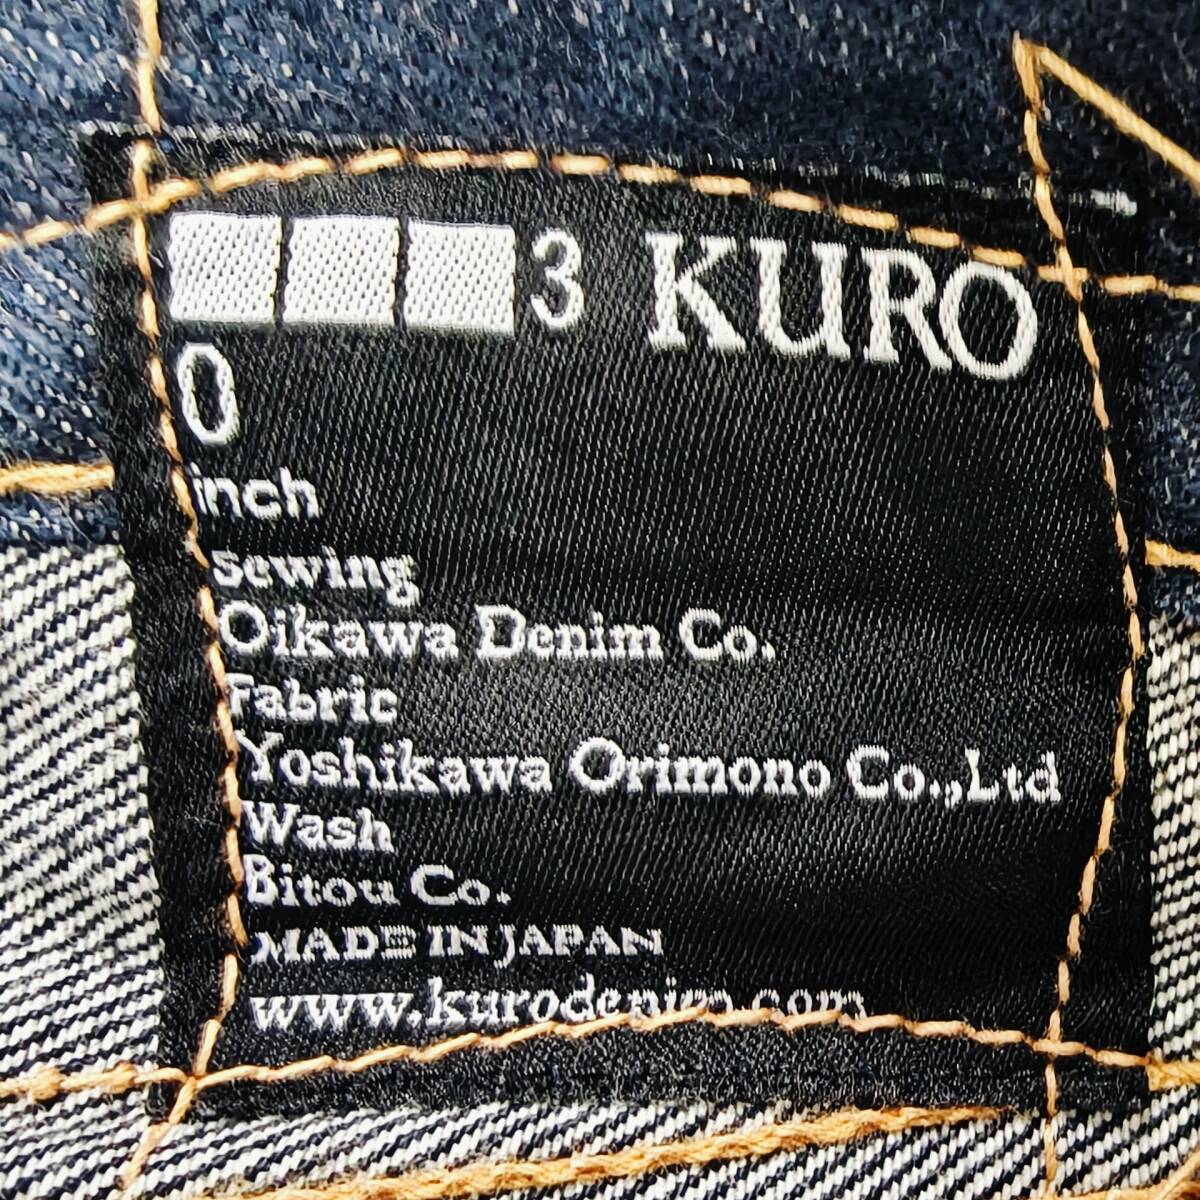 3 KURO
0
inch
Sewing
Oikawa Denim Co.
Fabric
Yoshikawa Orimono Co.,Ltd
Wash
Bitou Co.
MADE IN JAPAN
www.kurodenim.com